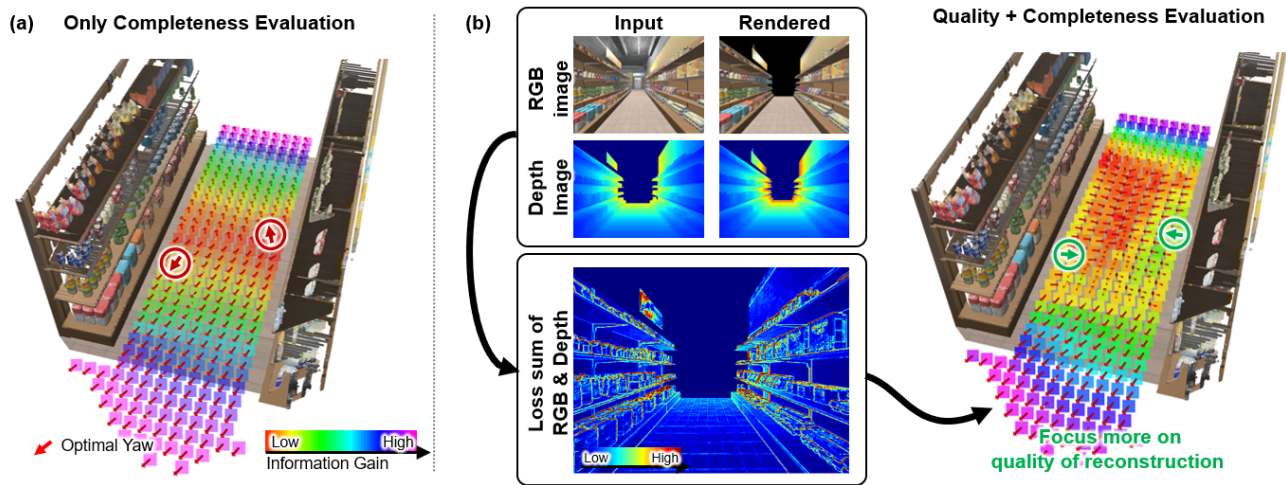 (a) Only Completeness Evaluation
Optimal Yaw
Low High
Information Gain
(b) Input Rendered
RGB
image
Depth
Image
Loss sum of
RGB & Depth
Low High
Quality + Completeness Evaluation
Focus more on
quality of reconstruction